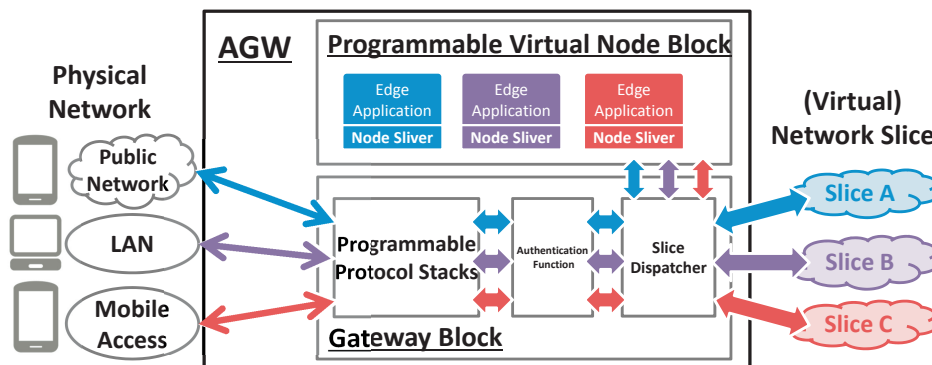 AGW
Programmable Virtual Node Block
Edge
Application
Node Sliver
Edge
Application
Node Sliver
Edge
Application
Node Sliver
Physical
Network
Public
Network
LAN
Mobile
Access
Programmable
Protocol Stacks
Authentication
Function
Slice
Dispatcher
Gateway Block
(Virtual)
Network Slice
Slice A
Slice B
Slice C